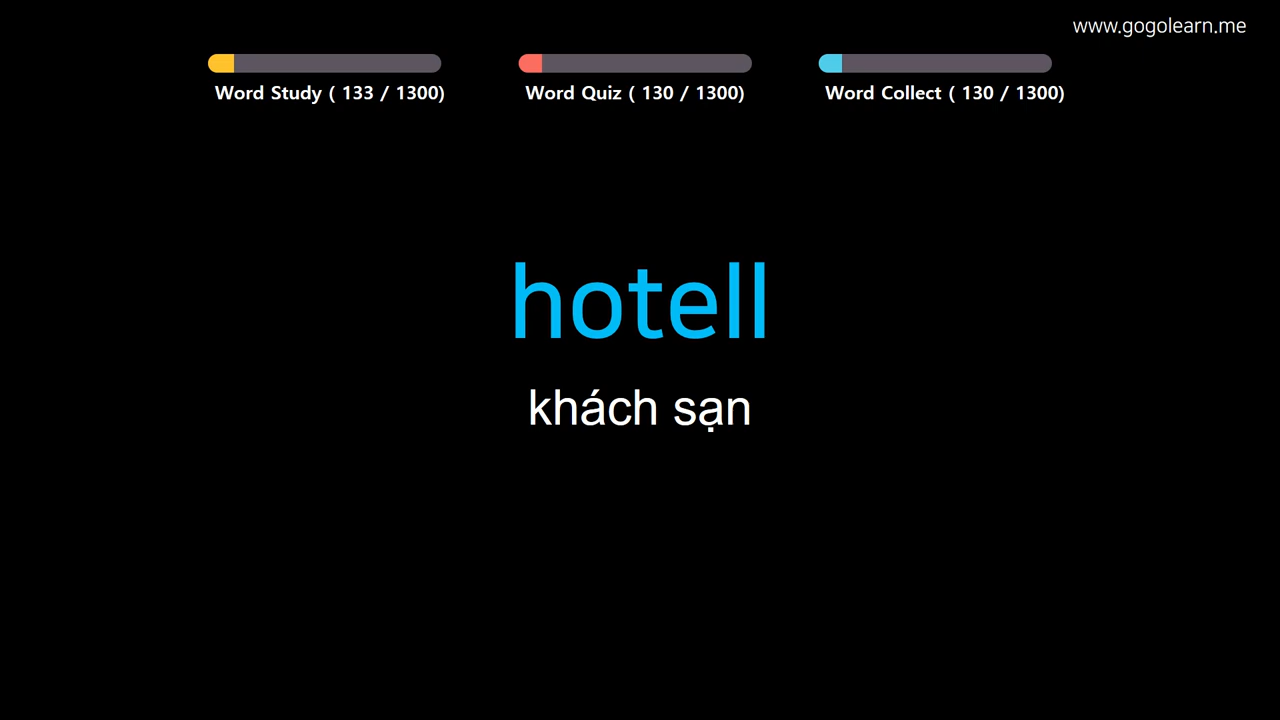 www.gogolearn.me
Word Study ( 133 / 1300)
Word Quiz ( 130 / 1300)
Word Collect ( 130 / 1300)
hotell
khách sạn